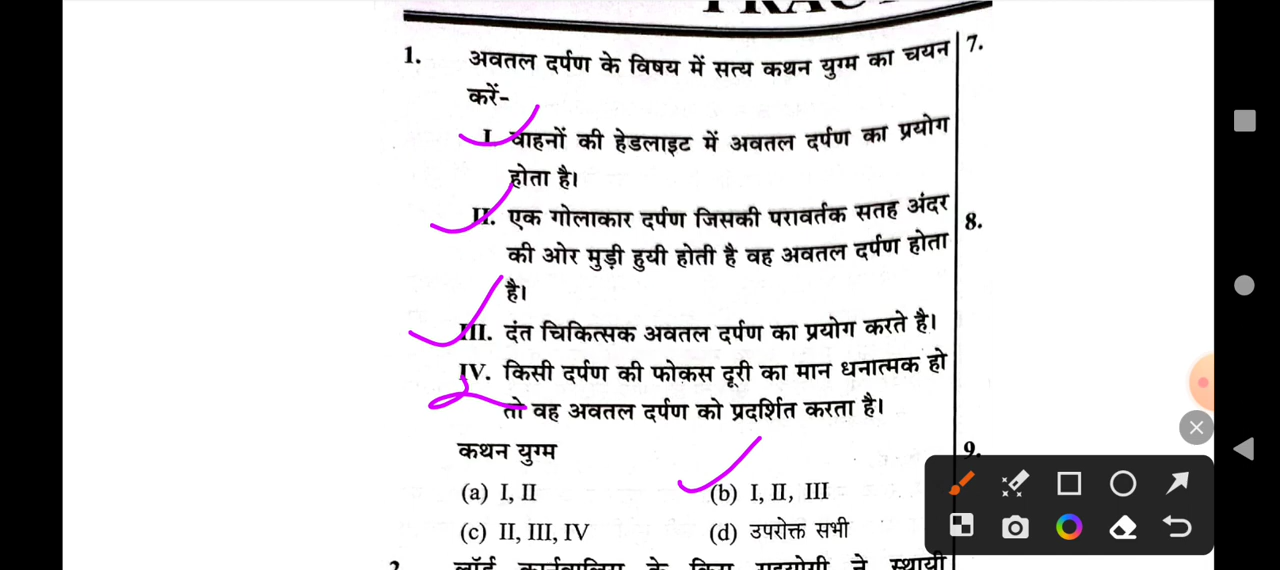 1. अवतल दर्पण के विषय में सत्य कथन युग्म का चयन
करें-
I. वाहनों की हेडलाइट में अवतल दर्पण का प्रयोग
होता है।
II. एक गोलाकार दर्पण जिसकी परावर्तक सतह अंदर
की ओर मुड़ी हुयी होती है वह अवतल दर्पण होता
है।
III. दंत चिकित्सक अवतल दर्पण का प्रयोग करते है।
IV. किसी दर्पण की फोकस दूरी का मान धनात्मक हो
तो वह अवतल दर्पण को प्रदर्शित करता है।
कथन युग्म
(a) I, II (b) I, II, III
(c) II, III, IV (d) उपरोक्त सभी
7.
8.
9.